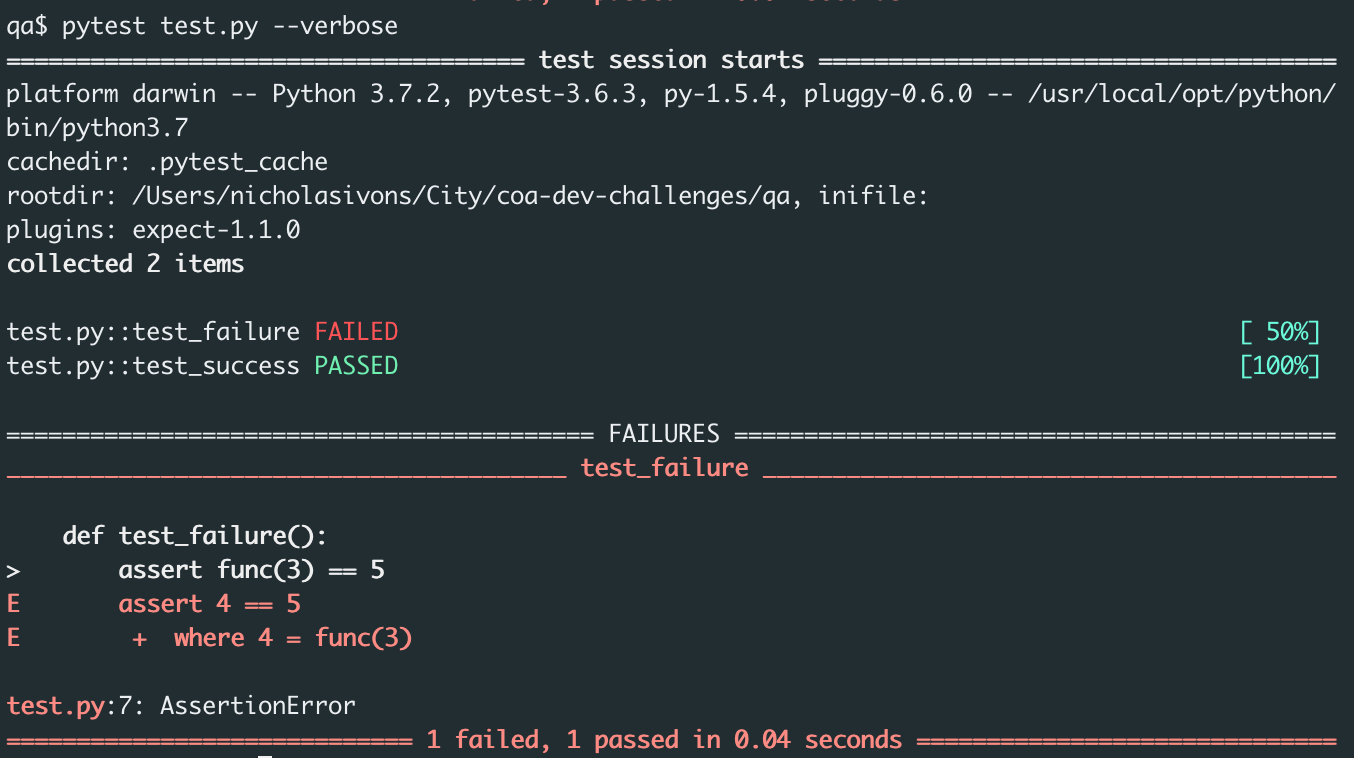 qa$ pytest test.py --verbose
===================================== test session starts =====================================
platform darwin -- Python 3.7.2, pytest-3.6.3, py-1.5.4, pluggy-0.6.0 -- /usr/local/opt/python/
bin/python3.7
cachedir: .pytest_cache
rootdir: /Users/nicholasivons/City/coa-dev-challenges/qa, inifile:
plugins: expect-1.1.0
collected 2 items
test.py::test_failure FAILED [ 50%]
test.py::test_success PASSED [100%]
========================================== FAILURES ===========================================
________________________________________ test_failure _________________________________________
    def test_failure():
>       assert func(3) == 5
E       assert 4 == 5
E        +  where 4 = func(3)
test.py:7: AssertionError
============================= 1 failed, 1 passed in 0.04 seconds ==============================